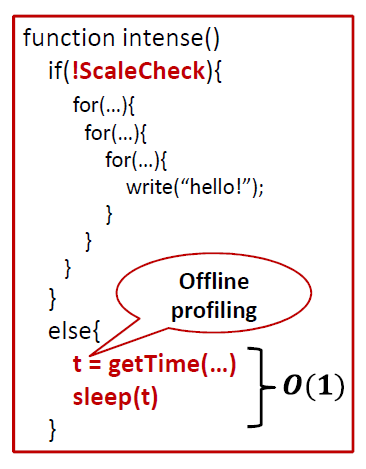 function intense()
if(!ScaleCheck){
for(…){
for(…){
for(…){
write(“hello!”);
}
}
}
}
Offline
profiling
else{
t = getTime(…)
sleep(t)
O(1)
}